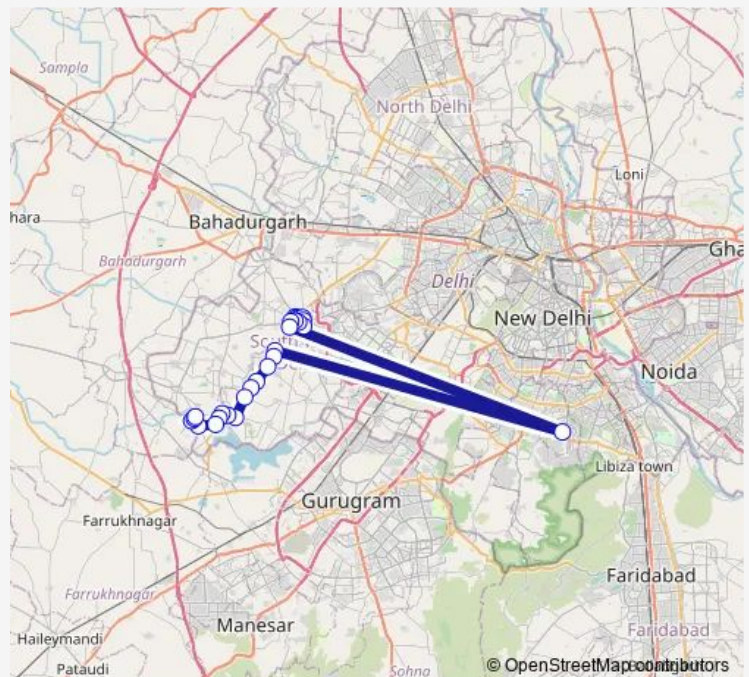 Sampla
North Delhi
Loni
hara
Bahadurgarh
Bahadurgarh
Gha
Delhi
New Delhi
Noida
Libiza town
Gurugram
Farrukhnagar
Faridabad
Farrukhnagar
Manesar
Faridabad
Haileymandi
Pataudi
Sohna
© OpenStreetMap contributors